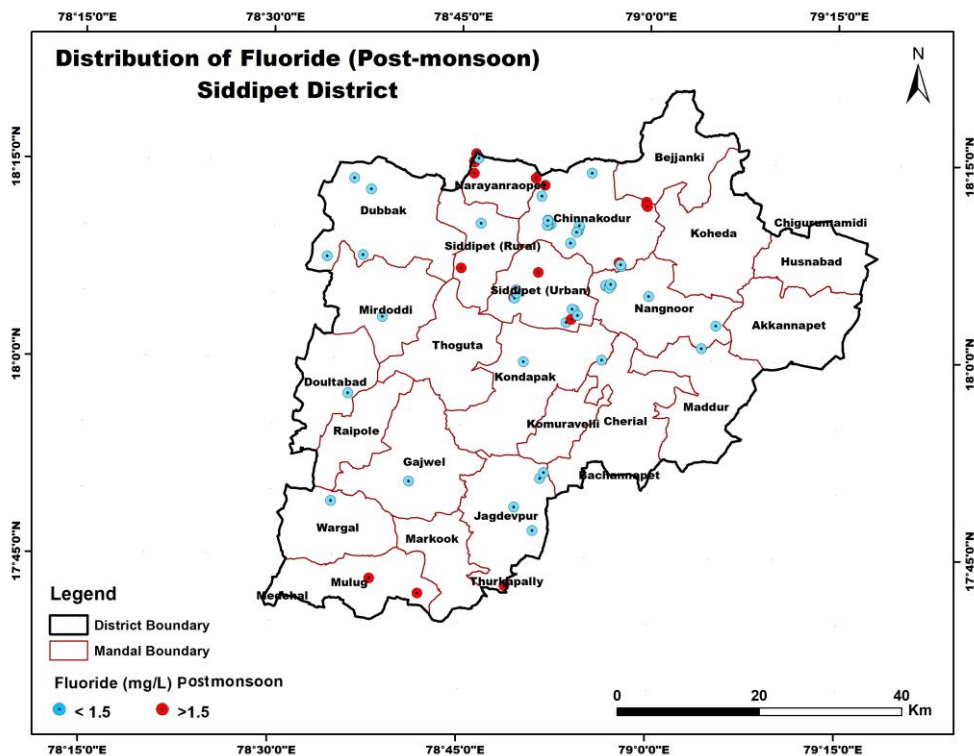 78°15'0"E 78°30'0"E 78°45'0"E 79°0'0"E 79°15'0"E
Distribution of Fluoride (Post-monsoon)
Siddipet District
N
18°15'0"N 18°15'0"N
Bejjanki
Narayanraopet
Dubbak
Chinnakodur
Chigurumamidi
Koheda
Siddipet (Rural)
Husnabad
Siddipet (Urban)
Mirdoddi
Nangnoor
Akkannapet
Thoguta
18°0'0"N 18°0'0"N
Kondapak
Doultabad
Maddur
Komuravelli
Cherial
Raipole
Gajwel
Bachannapet
Jagdevpur
Wargal
Markook
17°45'0"N 17°45'0"N
Mulug
Thurkapally
Medchal
Legend
District Boundary
Mandal Boundary
Fluoride (mg/L) Postmonsoon
< 1.5 >1.5
0 20 40
Km
78°15'0"E 78°30'0"E 78°45'0"E 79°0'0"E 79°15'0"E